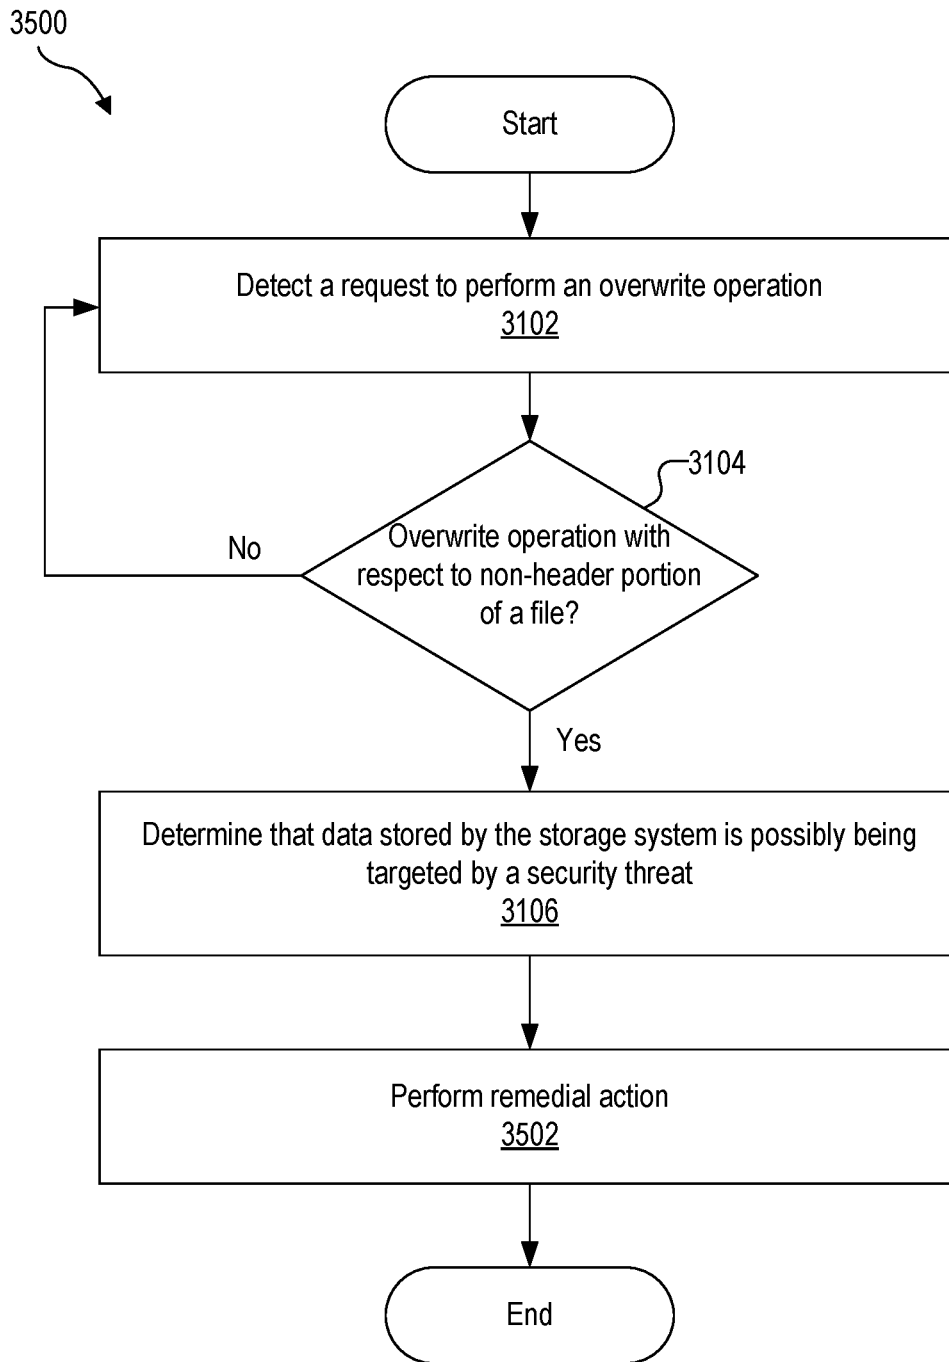 3500
Start
Detect a request to perform an overwrite operation
3102
3104
Overwrite operation with
respect to non-header portion
of a file?
No
Yes
Determine that data stored by the storage system is possibly being
targeted by a security threat
3106
Perform remedial action
3502
End